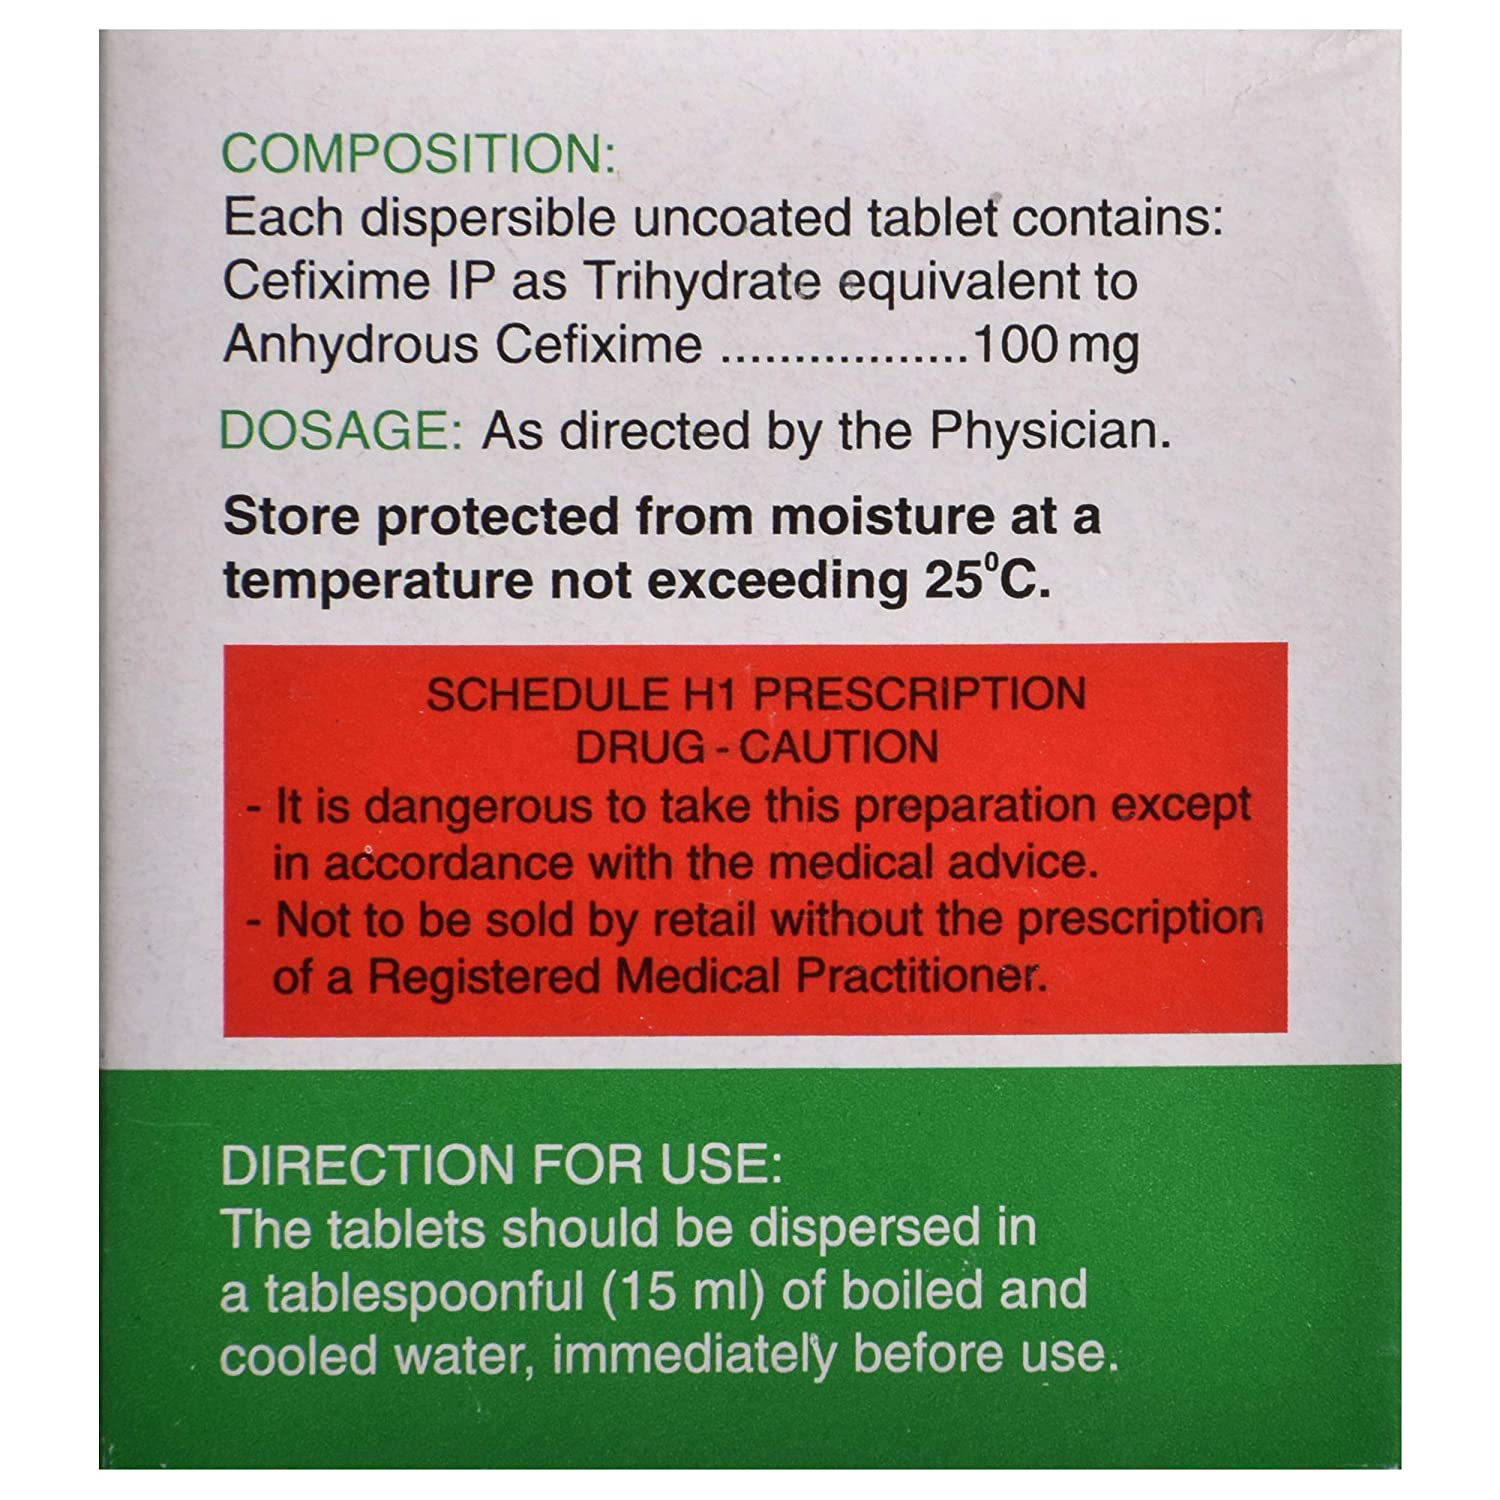 COMPOSITION:
Each dispersible uncoated tablet contains:
Cefixime IP as Trihydrate equivalent to
Anhydrous Cefixime .................100 mg
DOSAGE: As directed by the Physician.
Store protected from moisture at a
temperature not exceeding 25⁰C.
SCHEDULE H1 PRESCRIPTION
DRUG - CAUTION
- It is dangerous to take this preparation except
in accordance with the medical advice.
- Not to be sold by retail without the prescription
of a Registered Medical Practitioner.
DIRECTION FOR USE:
The tablets should be dispersed in
a tablespoonful (15 ml) of boiled and
cooled water, immediately before use.